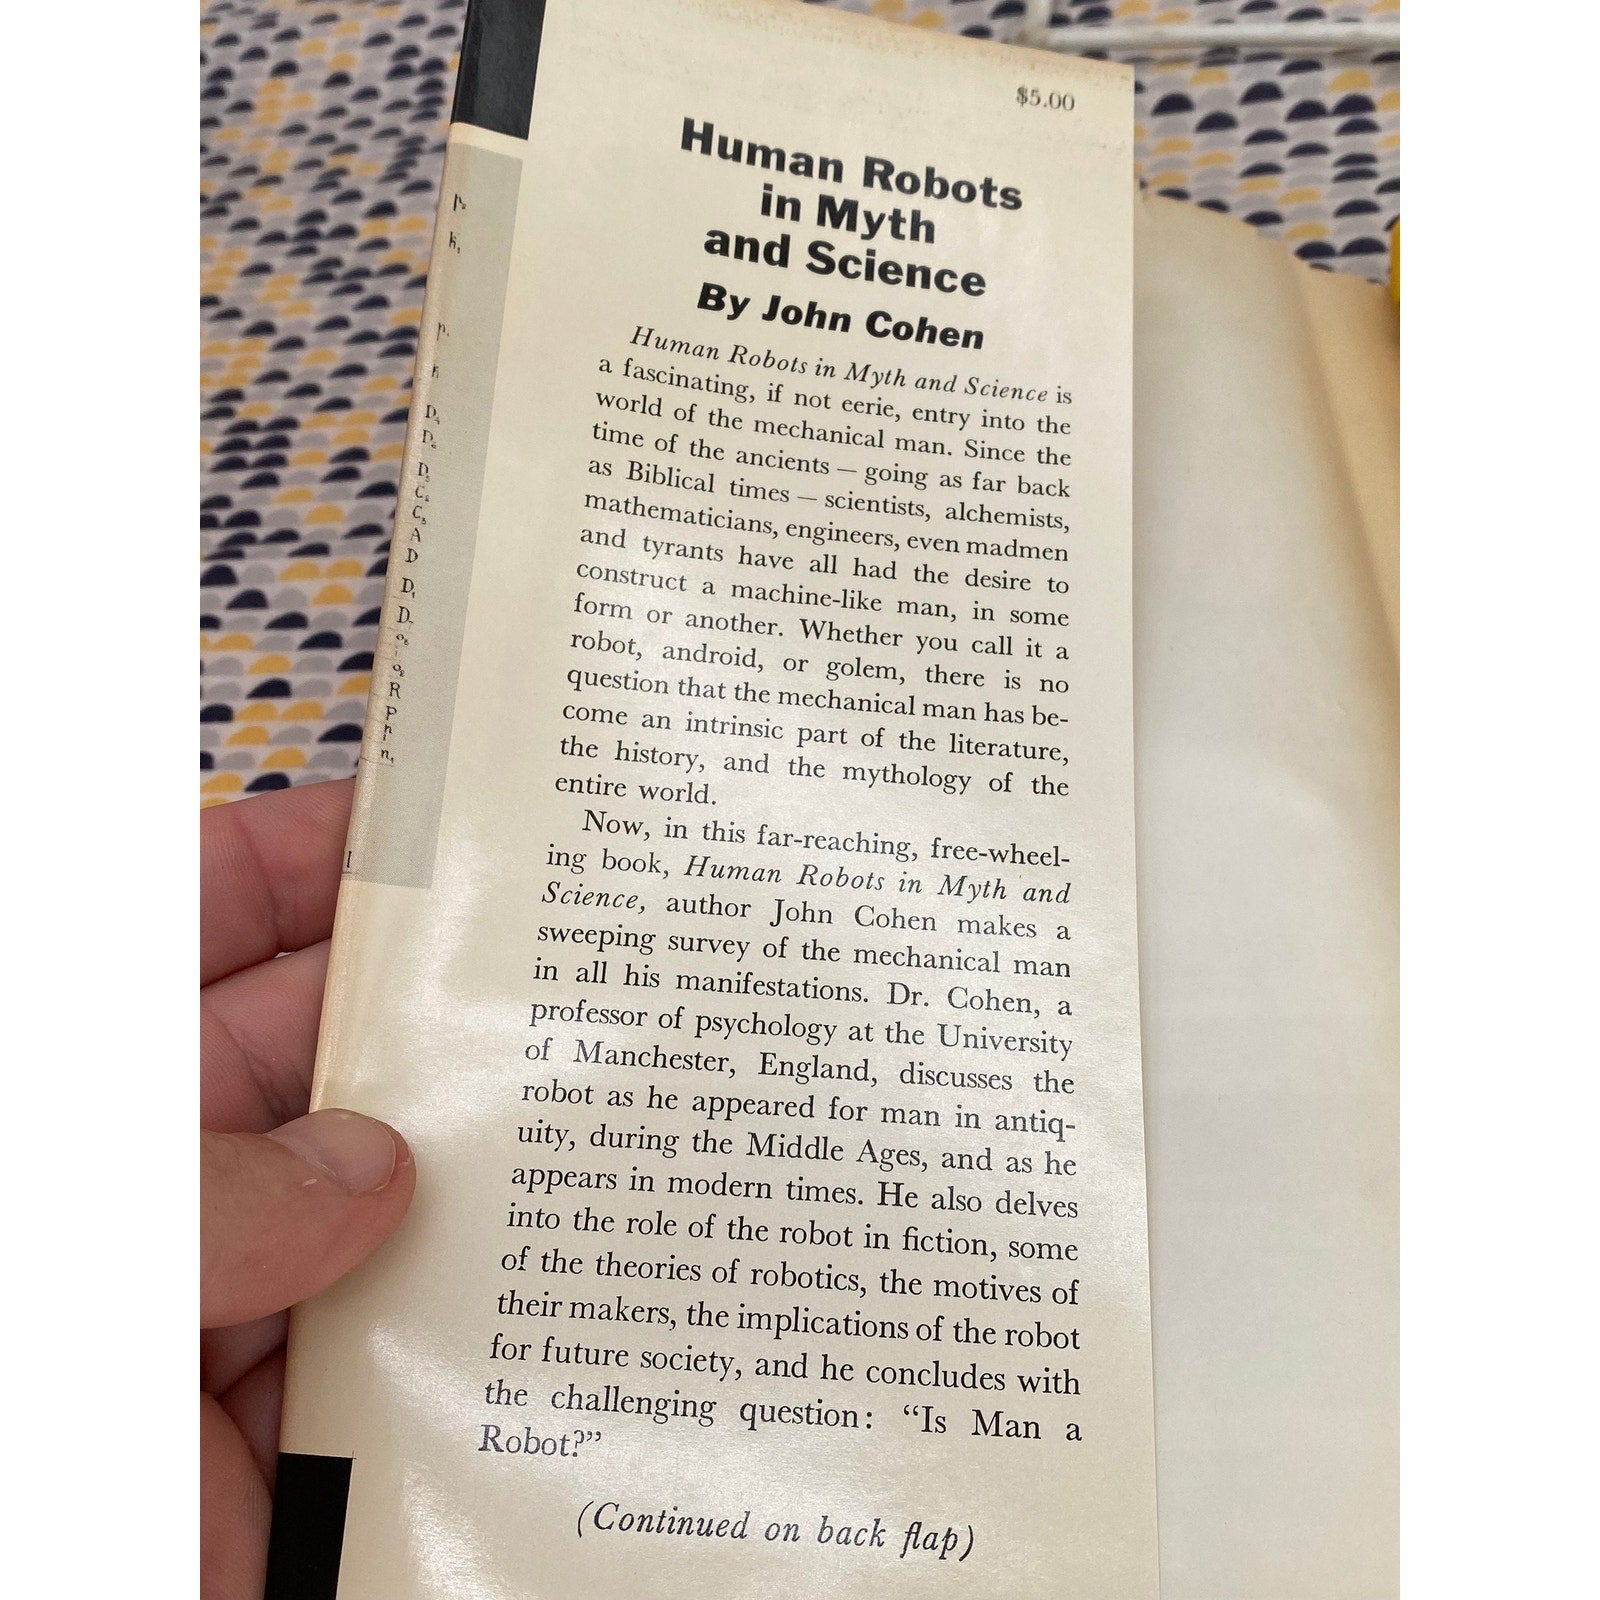 $5.00
Human Robots
in Myth
and Science
By John Cohen
Human Robots in Myth and Science is
a fascinating, if not eerie, entry into the
world of the mechanical man. Since the
time of the ancients — going as far back
as Biblical times — scientists, alchemists,
mathematicians, engineers, even madmen
and tyrants have all had the desire to
construct a machine-like man, in some
form or another. Whether you call it a
robot, android, or golem, there is no
question that the mechanical man has be-
come an intrinsic part of the literature,
the history, and the mythology of the
entire world.
Now, in this far-reaching, free-wheel-
ing book, Human Robots in Myth and
Science, author John Cohen makes a
sweeping survey of the mechanical man
in all his manifestations. Dr. Cohen, a
professor of psychology at the University
of Manchester, England, discusses the
robot as he appeared for man in antiq-
uity, during the Middle Ages, and as he
appears in modern times. He also delves
into the role of the robot in fiction, some
of the theories of robotics, the motives of
their makers, the implications of the robot
for future society, and he concludes with
the challenging question: “Is Man a
Robot?”
(Continued on back flap)